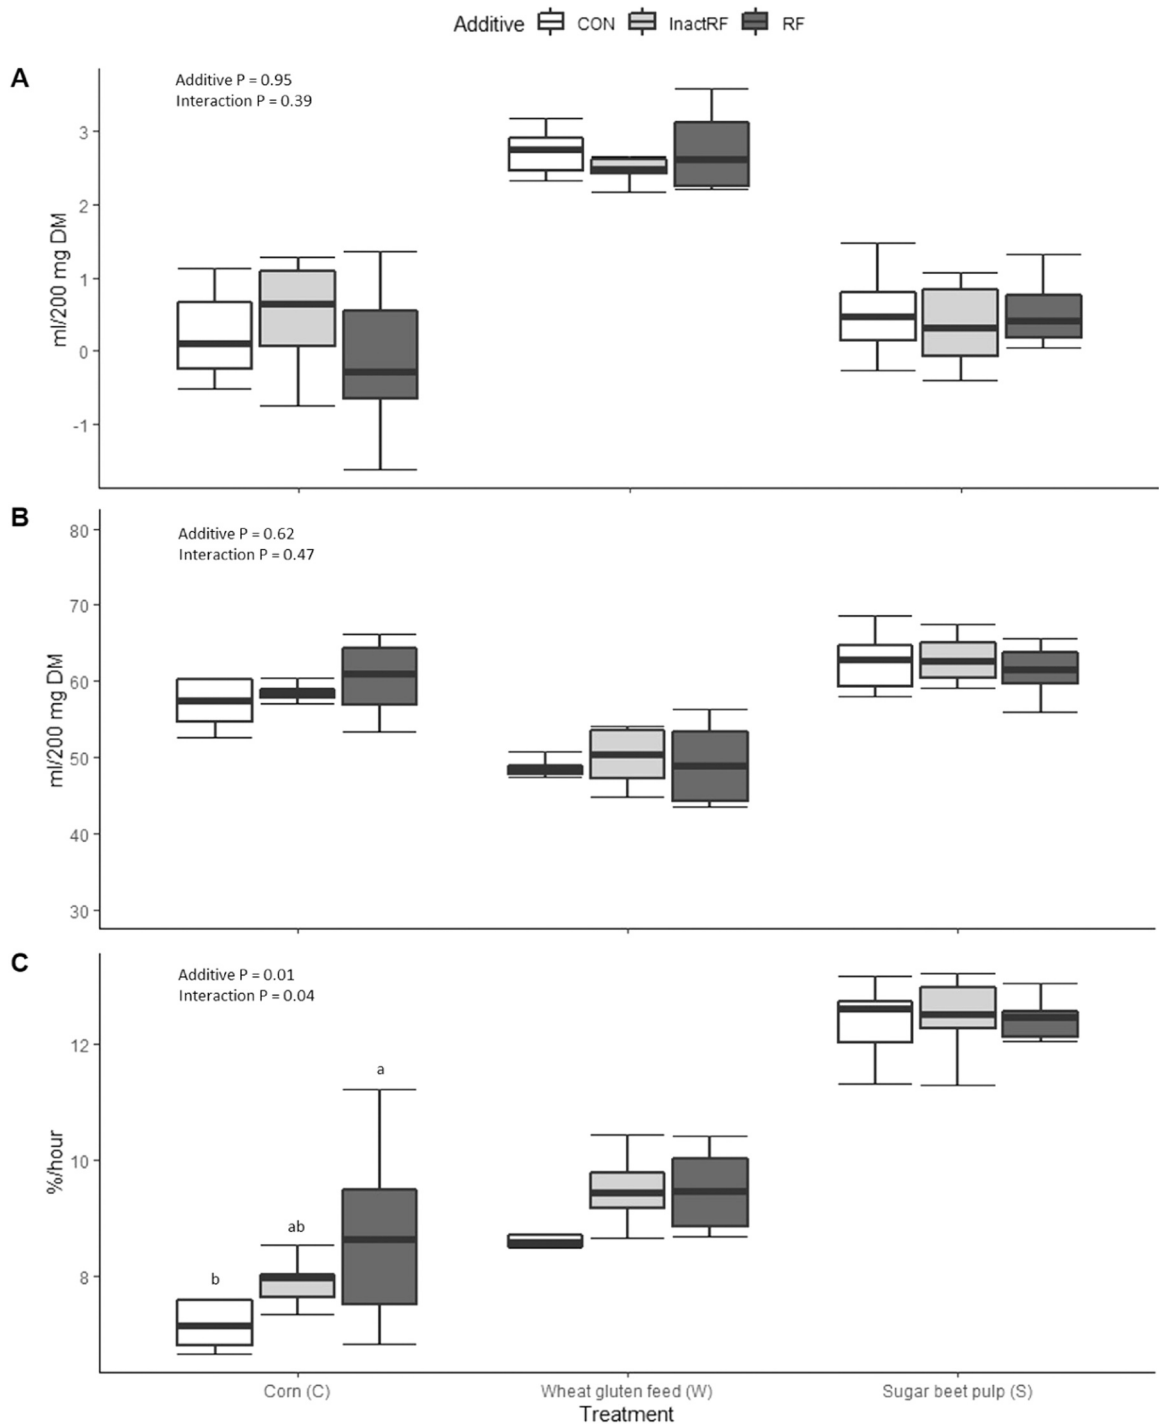 Additive CON InactRF RF
A
Additive P = 0.95
Interaction P = 0.39
3
2
1
0
-1
ml/200 mg DM
B
Additive P = 0.62
Interaction P = 0.47
80
70
60
50
40
30
ml/200 mg DM
C
Additive P = 0.01
Interaction P = 0.04
12
10
8
%/hour
a
ab
b
Corn (C) Wheat gluten feed (W) Sugar beet pulp (S)
Treatment